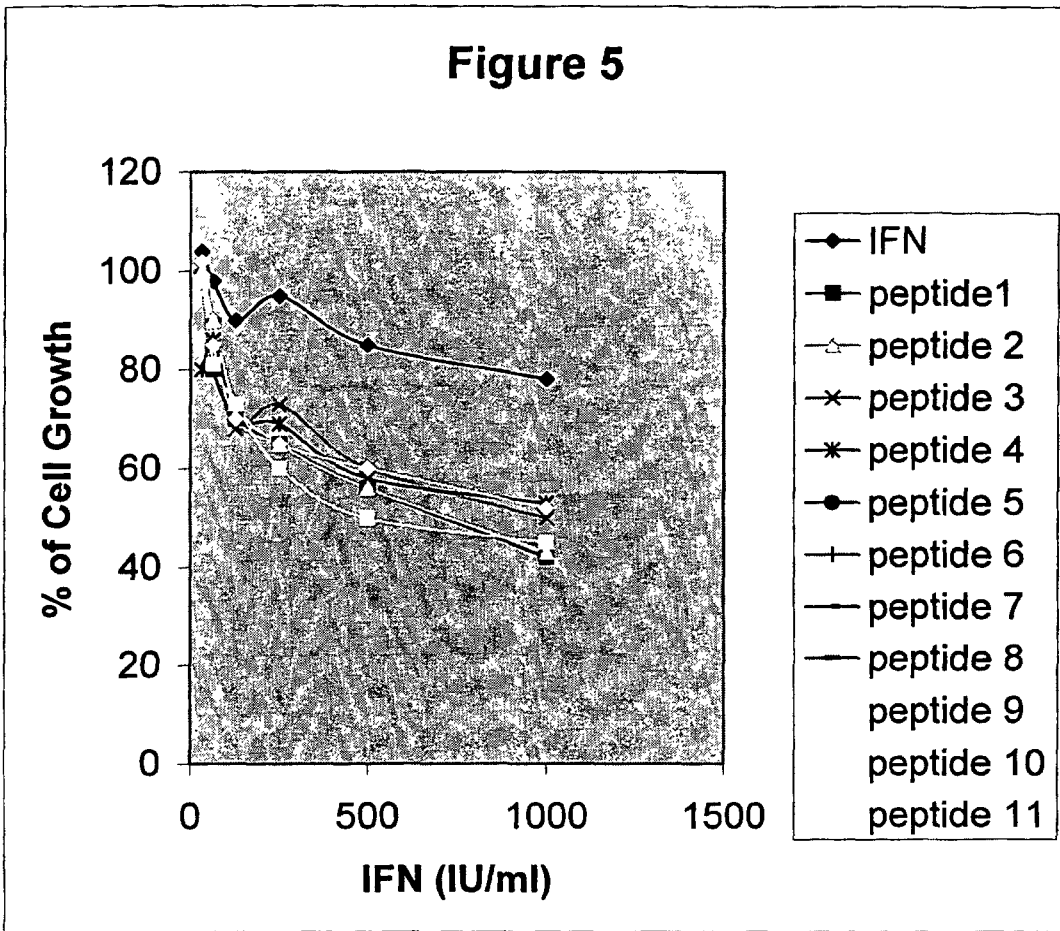 Figure 5
120
100
80
60
40
20
0
% of Cell Growth
0 500 1000 1500
IFN (IU/ml)
IFN
peptide1
peptide 2
peptide 3
peptide 4
peptide 5
peptide 6
peptide 7
peptide 8
peptide 9
peptide 10
peptide 11